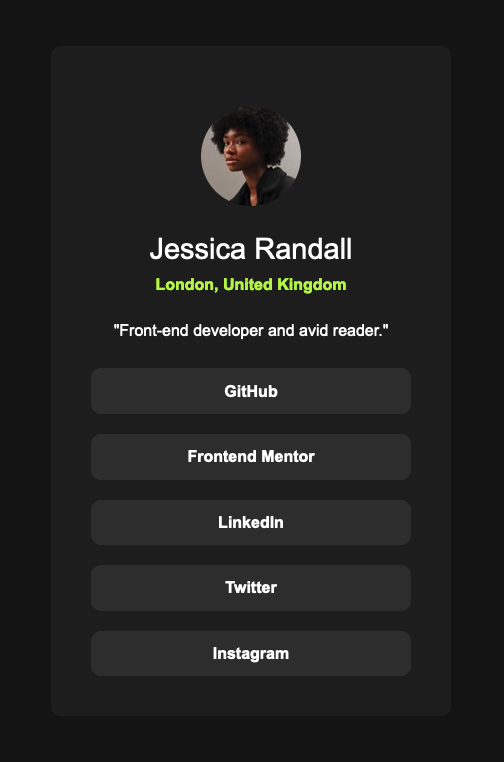 Jessica Randall
London, United Kingdom
"Front-end developer and avid reader."
GitHub
Frontend Mentor
LinkedIn
Twitter
Instagram